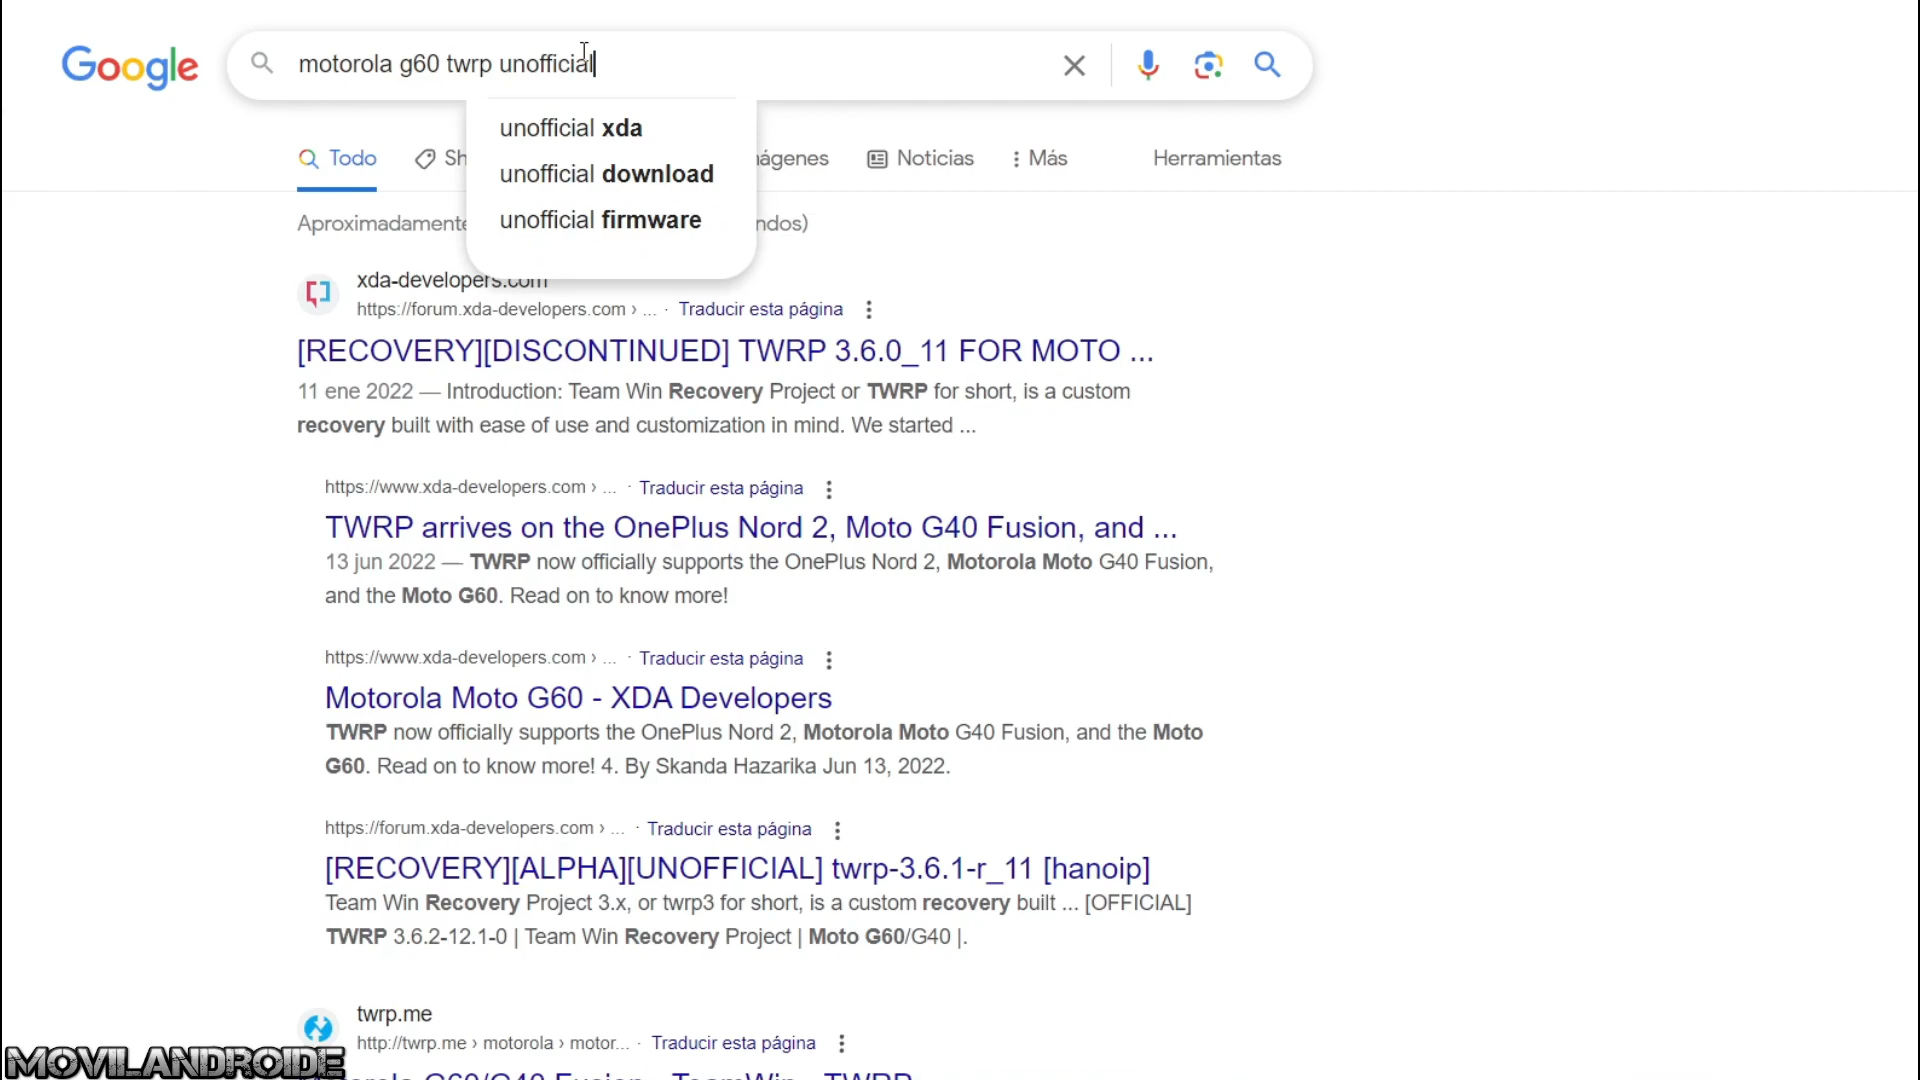 Google
motorola g60 twrp unofficial
unofficial xda
unofficial download
unofficial firmware
Todo Sh ágenes Noticias Más Herramientas
Aproximadamente ndos)
xda-developers.com
https://forum.xda-developers.com › ... · Traducir esta página
[RECOVERY][DISCONTINUED] TWRP 3.6.0_11 FOR MOTO ...
11 ene 2022 — Introduction: Team Win Recovery Project or TWRP for short, is a custom
recovery built with ease of use and customization in mind. We started ...
https://www.xda-developers.com › ... · Traducir esta página
TWRP arrives on the OnePlus Nord 2, Moto G40 Fusion, and ...
13 jun 2022 — TWRP now officially supports the OnePlus Nord 2, Motorola Moto G40 Fusion,
and the Moto G60. Read on to know more!
https://www.xda-developers.com › ... · Traducir esta página
Motorola Moto G60 - XDA Developers
TWRP now officially supports the OnePlus Nord 2, Motorola Moto G40 Fusion, and the Moto
G60. Read on to know more! 4. By Skanda Hazarika Jun 13, 2022.
https://forum.xda-developers.com › ... · Traducir esta página
[RECOVERY][ALPHA][UNOFFICIAL] twrp-3.6.1-r_11 [hanoip]
Team Win Recovery Project 3.x, or twrp3 for short, is a custom recovery built ... [OFFICIAL]
TWRP 3.6.2-12.1-0 | Team Win Recovery Project | Moto G60/G40 |.
twrp.me
http://twrp.me › motorola › motor... · Traducir esta página
MOVILANDROIDE
G60/G40 Fusion - TeamWin - TWRP